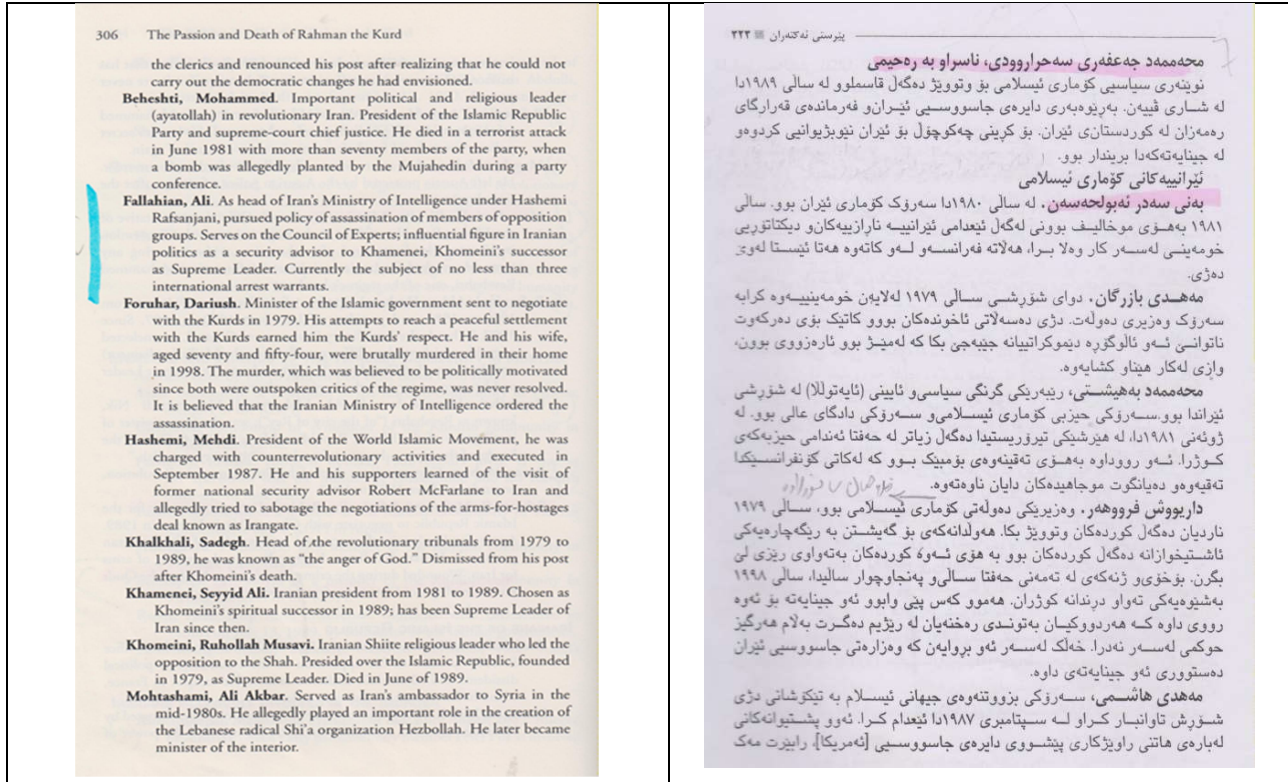 306 The Passion and Death of Rahman the Kurd
the clerics and renounced his post after realizing that he could not
carry out the democratic changes he had envisioned.
Beheshti, Mohammed. Important political and religious leader
(ayatollah) in revolutionary Iran. President of the Islamic Republic
Party and supreme-court chief justice. He died in a terrorist attack
in June 1981 with more than seventy members of the party, when
a bomb was allegedly planted by the Mujahedin during a party
conference.
Fallahian, Ali. As head of Iran's Ministry of Intelligence under Hashemi
Rafsanjani, pursued policy of assassination of members of opposition
groups. Serves on the Council of Experts; influential figure in Iranian
politics as a security advisor to Khamenei, Khomeini's successor
as Supreme Leader. Currently the subject of no less than three
international arrest warrants.
Foruhar, Dariush. Minister of the Islamic government sent to negotiate
with the Kurds in 1979. His attempts to reach a peaceful settlement
with the Kurds earned him the Kurds' respect. He and his wife,
aged seventy and fifty-four, were brutally murdered in their home
in 1998. The murder, which was believed to be politically motivated
since both were outspoken critics of the regime, was never resolved.
It is believed that the Iranian Ministry of Intelligence ordered the
assassination.
Hashemi, Mehdi. President of the World Islamic Movement, he was
charged with counterrevolutionary activities and executed in
September 1987. He and his supporters learned of the visit of
former national security advisor Robert McFarlane to Iran and
allegedly tried to sabotage the negotiations of the arms-for-hostages
deal known as Irangate.
Khalkhali, Sadegh. Head of the revolutionary tribunals from 1979 to
1989, he was known as "the anger of God." Dismissed from his post
after Khomeini's death.
Khamenei, Seyyid Ali. Iranian president from 1981 to 1989. Chosen as
Khomeini's spiritual successor in 1989; has been Supreme Leader of
Iran since then.
Khomeini, Ruhollah Musavi. Iranian Shiite religious leader who led the
opposition to the Shah. Presided over the Islamic Republic, founded
in 1979, as Supreme Leader. Died in June of 1989.
Mohtashami, Ali Akbar. Served as Iran's ambassador to Syria in the
mid-1980s. He allegedly played an important role in the creation of
the Lebanese radical Shi'a organization Hezbollah. He later became
minister of the interior.
پێرستی ئەکتەران ٣٢٣
محەممەد جەعفەری سەحراروودی، ناسراو بە رەحیمی
نوێنەری سیاسیی کۆماری ئیسلامی بۆ وتووێژ دەگەڵ قاسملوو لە ساڵی ١٩٨٩دا
لە شاری ڤییەن. بەڕێوەبەری دایرەی جاسووسیی ئێران‌و فەرماندەی قەرارگای
رەمەزان لە کوردستانی ئێران. بۆ کڕینی چەکوچۆڵ بۆ ئێران نێوبژیوانیی کردووەو
لە جینایەتەکەدا بریندار بوو.
ئێرانییەکانی کۆماری ئیسلامی
بەنی سەدر ئەبولحەسەن. لە ساڵی ١٩٨٠دا سەرۆک کۆماری ئێران بوو. ساڵی
١٩٨١ بەهۆی موخالیف بوونی لەگەڵ ئێعدامی ئێرانییە ناڕازییەکان‌و دیکتاتۆریی
خومەینی لەسەر کار وەلا برا، هەڵاتە فەرانسەو لەو کاتەوە هەتا ئێستا لەوێ
دەژی.
مەهدی بازرگان، دوای شۆڕشی ساڵی ١٩٧٩ لەلایەن خومەینییەوە کرابە
سەرۆک وەزیری دەوڵەت. دژی دەسەڵاتی ئاخوندەکان بووو کاتێک بۆی دەرکەوت
ناتوانێ ئەو ئاڵوگۆڕە دێموکراتییانە جێبەجێ بکا کە لەمێژ بوو ئارەزووی بوون،
وازی لەکار هێناو کشایەوە.
محەممەد بەهیشتی، رێبەرێکی گرنگی سیاسی‌و ئایینی (ئایەتوڵڵا) لە شۆڕشی
ئێراندا بوو.سەرۆکی حیزبی کۆماری ئیسلامی‌و سەرۆکی دادگای عالی بوو. لە
ژوئەنی ١٩٨١دا، لە هێرشێکی تیرۆریستیدا دەگەڵ زیاتر لە حەفتا ئەندامی حیزبەکەی
کوژرا. ئەو رووداوە بەهۆی تەقینەوەی بۆمبێک بوو کە لەکاتی کۆنفرانسێکدا
تەقیەوەو دەیانگوت موجاهیدەکان دایان ناوەتەوە.
داریووش فرووهەر. وەزیرێکی دەوڵەتی کۆماری ئیسلامی بوو، ساڵی ١٩٧٩
ناردیان دەگەڵ کوردەکان وتووێژ بکا. هەوڵدانەکەی بۆ گەیشتن بە رێگەچارەیەکی
ئاشتیخوازانە دەگەڵ کوردەکان بوو بە هۆی ئەوە کوردەکان بەتەواوی رێزی لێ
بگرن. بۆخۆی‌و ژنەکەی لە تەمەنی حەفتا ساڵی‌و پەنجاوچوار ساڵیدا، ساڵی ١٩٩٨
بەشێوەیەکی تەواو دڕندانە کوژران. هەموو کەس پێی وابوو ئەو جینایەتە بۆ ئەوە
رووی داوە کە هەردووکیان بەتوندی رەخنەیان لە رێژیم دەگرت بەڵام هەرگیز
حوکمی لەسەر نەدرا. خەڵک لەسەر ئەو بڕوایەن کە وەزارەتی جاسووسیی ئێران
دەستووری ئەو جینایەتەی داوە.
مەهدی هاشمی، سەرۆکی بزووتنەوەی جیهانی ئیسلام بە تێکۆشانی دژی
شۆڕش تاوانبار کراو لە سێپتامبری ١٩٨٧دا ئێعدام کرا. ئەوو پشتیوانەکانی
لەبارەی هاتنی راوێژکاری پێشووی دایرەی جاسووسیی [ئەمریکا]، رابێرت مەک